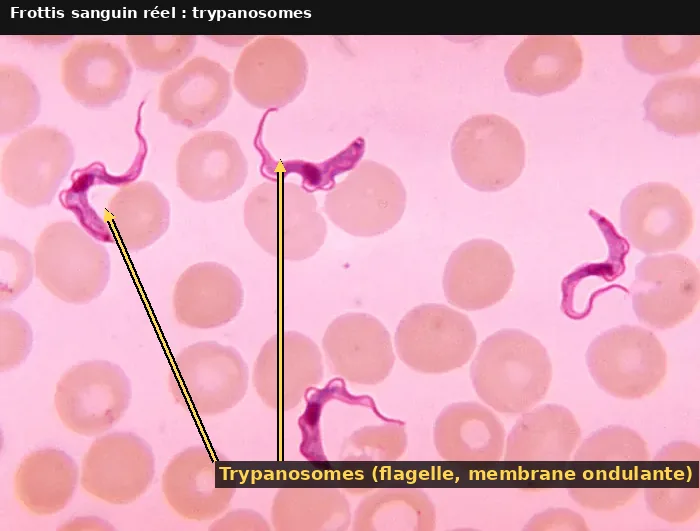 Frottis sanguin réel : trypanosomes
Trypanosomes (flagelle, membrane ondulante)